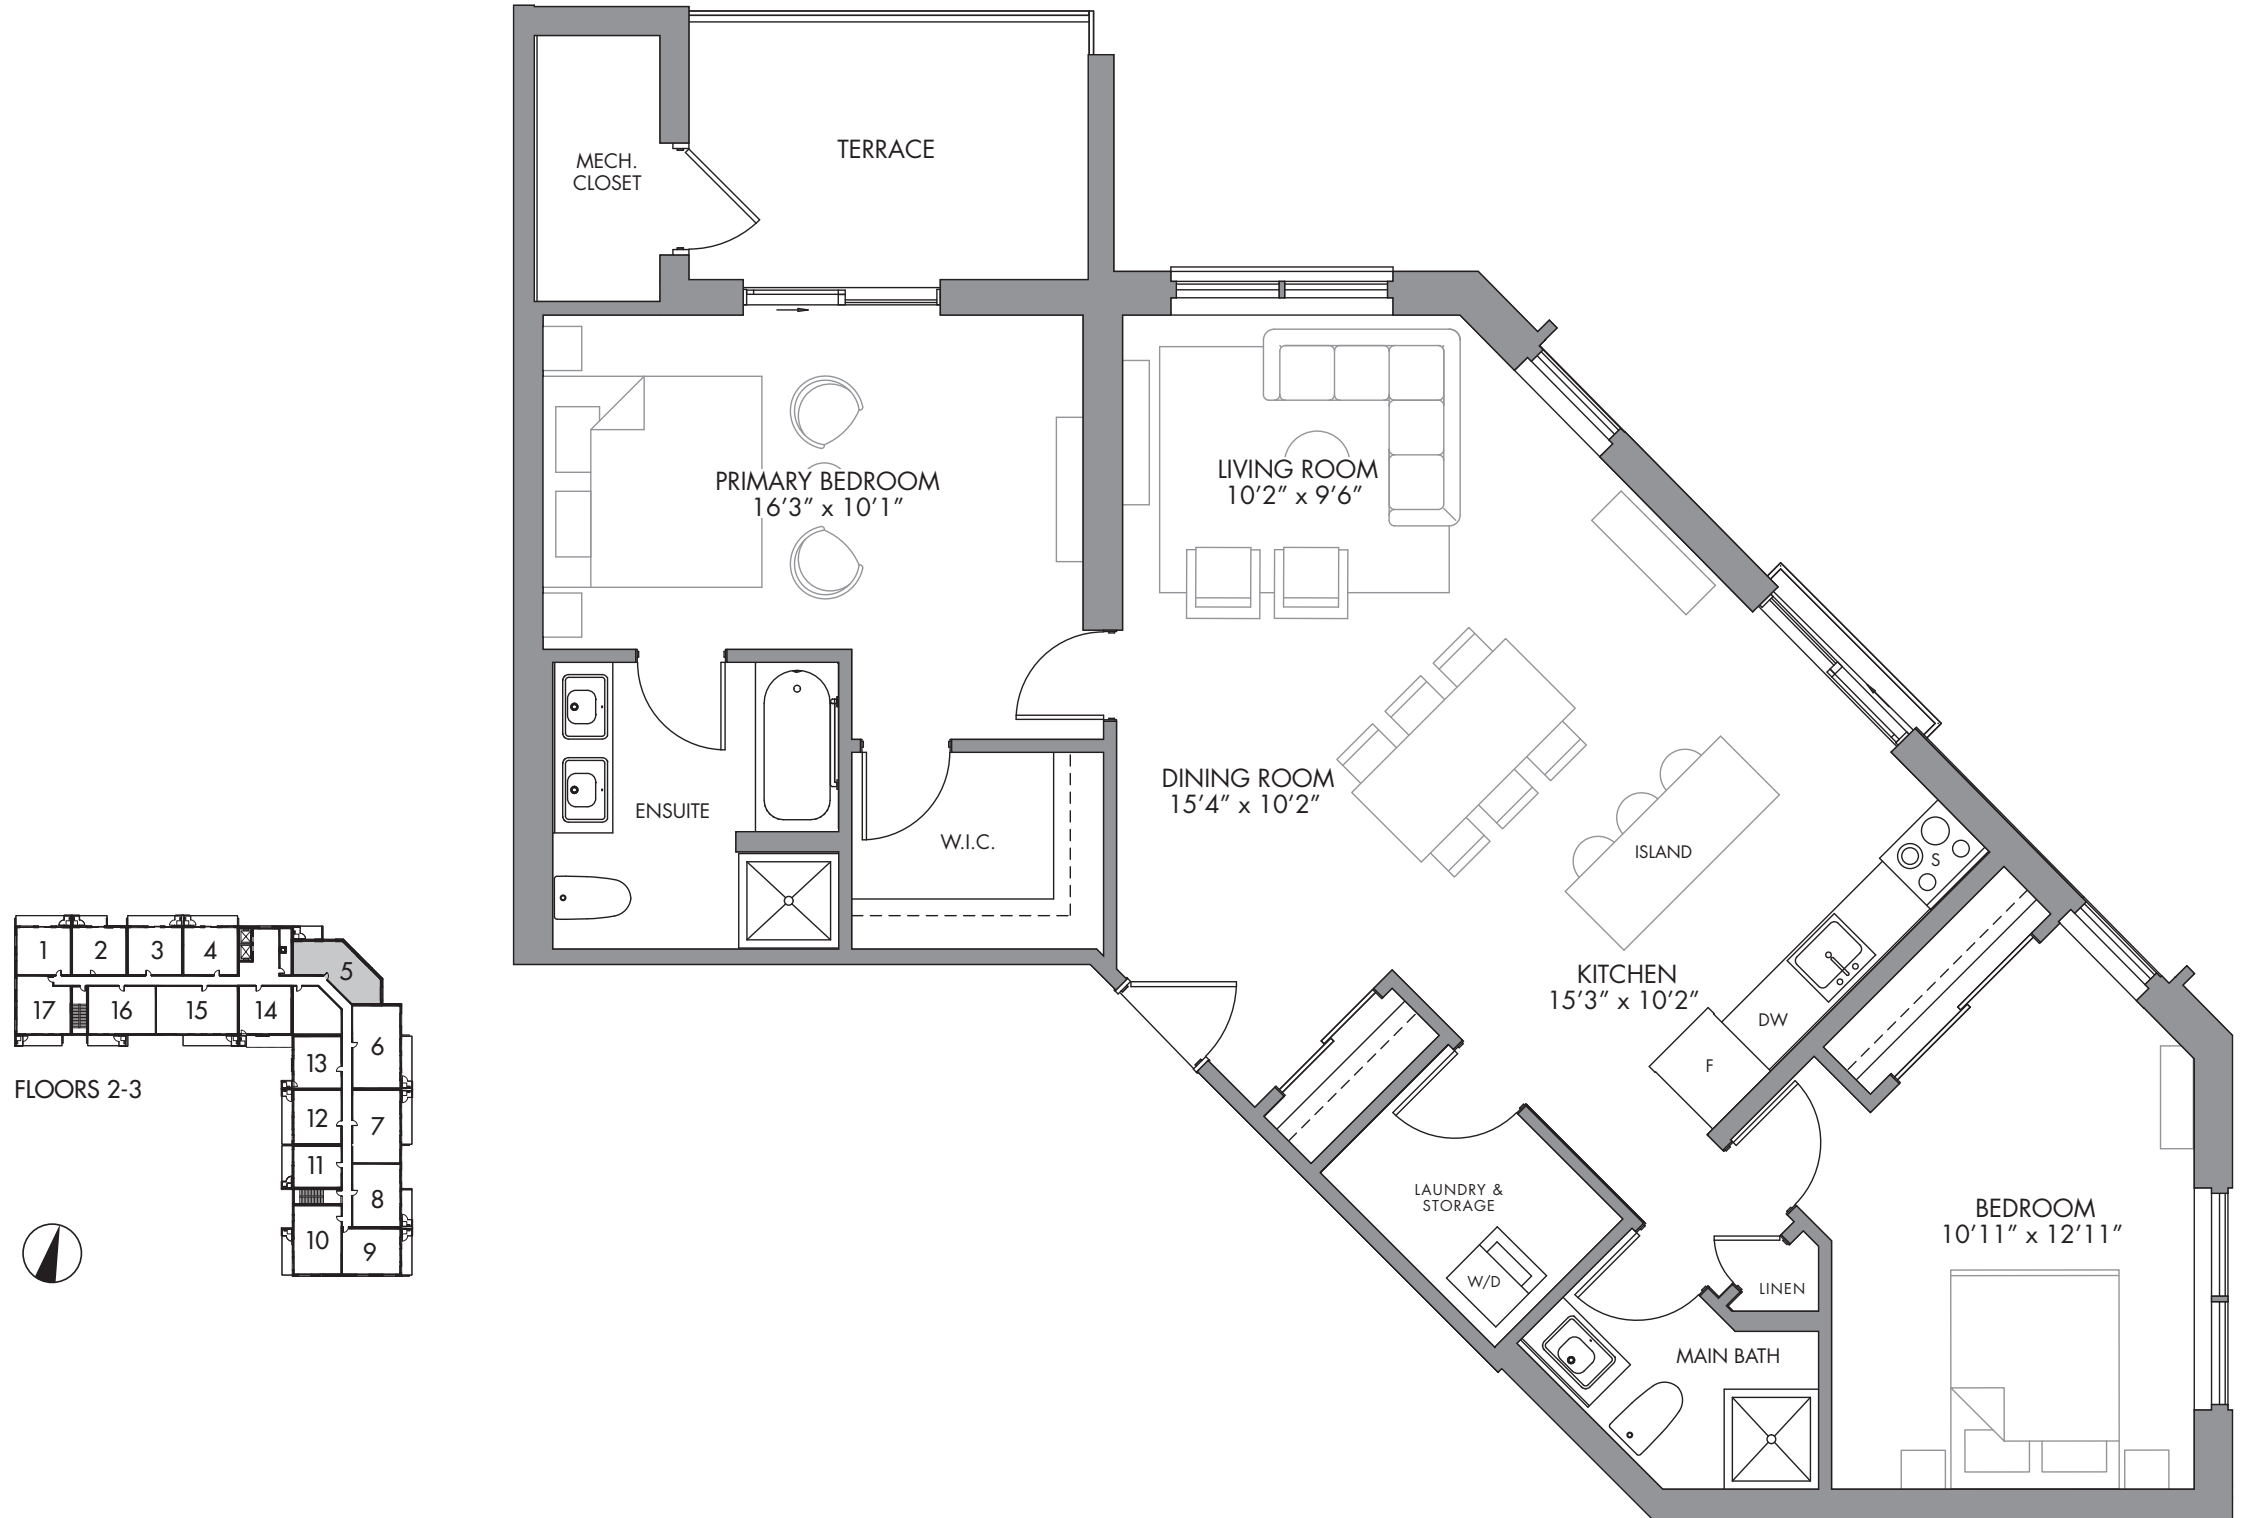 MECH.
CLOSET
TERRACE
PRIMARY BEDROOM
16’3” x 10’1”
LIVING ROOM
10’2” x 9’6”
DINING ROOM
15’4” x 10’2”
ENSUITE
W.I.C.
ISLAND
S
KITCHEN
15’3” x 10’2”
DW
F
LAUNDRY &
STORAGE
W/D
LINEN
MAIN BATH
BEDROOM
10’11” x 12’11”
1
2
3
4
5
17
16
15
14
6
13
FLOORS 2-3
12
7
11
8
10
9